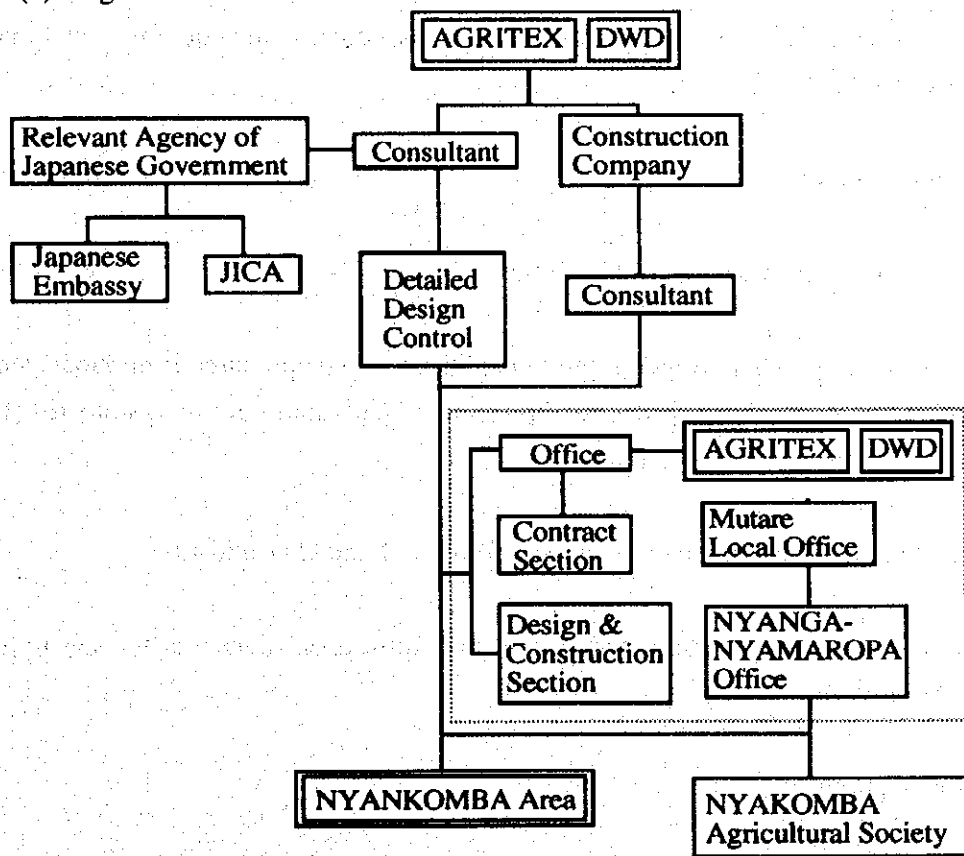 AGRITEX DWD
Relevant Agency of
Japanese Government
Consultant
Construction
Company
Japanese
Embassy
JICA
Detailed
Design
Control
Consultant
Office
AGRITEX DWD
Contract
Section
Mutare
Local Office
Design &
Construction
Section
NYANGA-
NYAMAROPA
Office
NYANKOMBA Area
NYAKOMBA
Agricultural Society